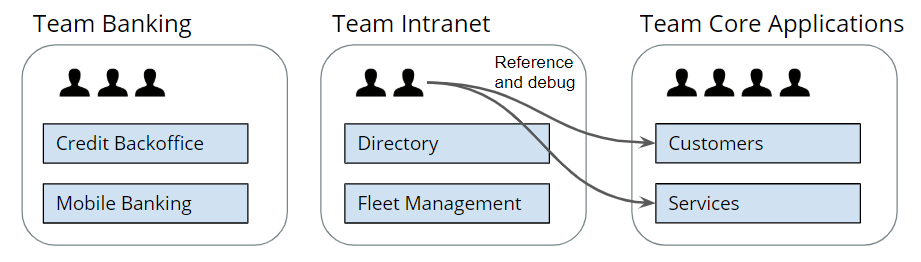 Team Banking
Team Intranet
Team Core Applications
Reference
and debug
Credit Backoffice
Directory
Customers
Mobile Banking
Fleet Management
Services